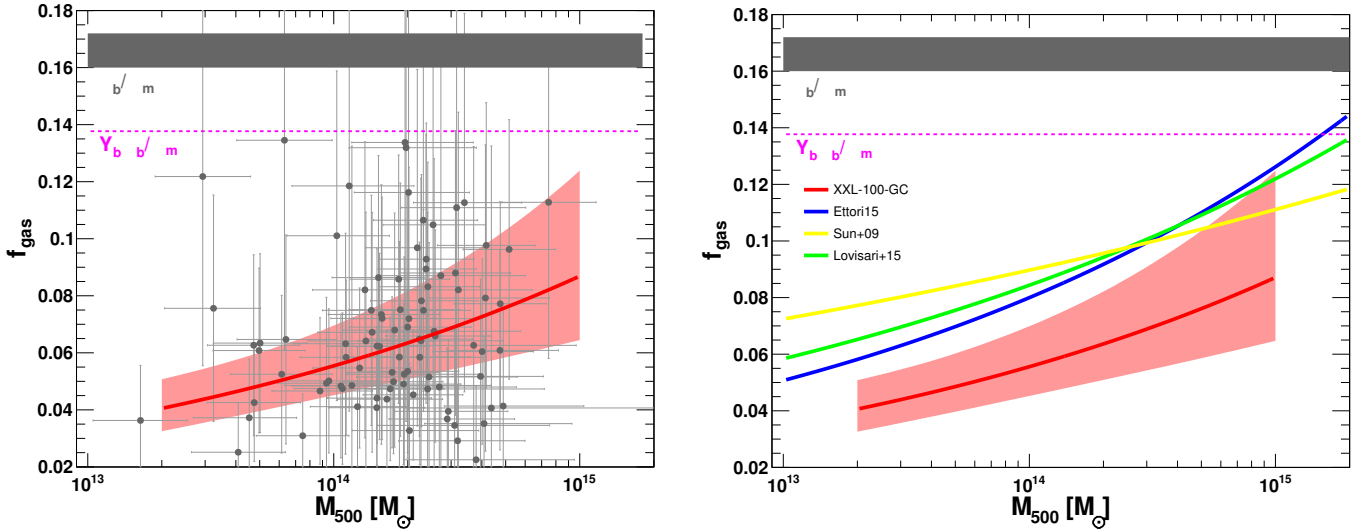 0.18
0.16
0.14
0.12
0.1
0.08
0.06
0.04
0.02
f_gas
b/ m
Y_b b/ m
10^13
10^14
10^15
M_500 [M_⊙]
0.18
0.16
0.14
0.12
0.1
0.08
0.06
0.04
0.02
f_gas
b/ m
Y_b b/ m
XXL-100-GC
Ettori15
Sun+09
Lovisari+15
10^13
10^14
10^15
M_500 [M_⊙]